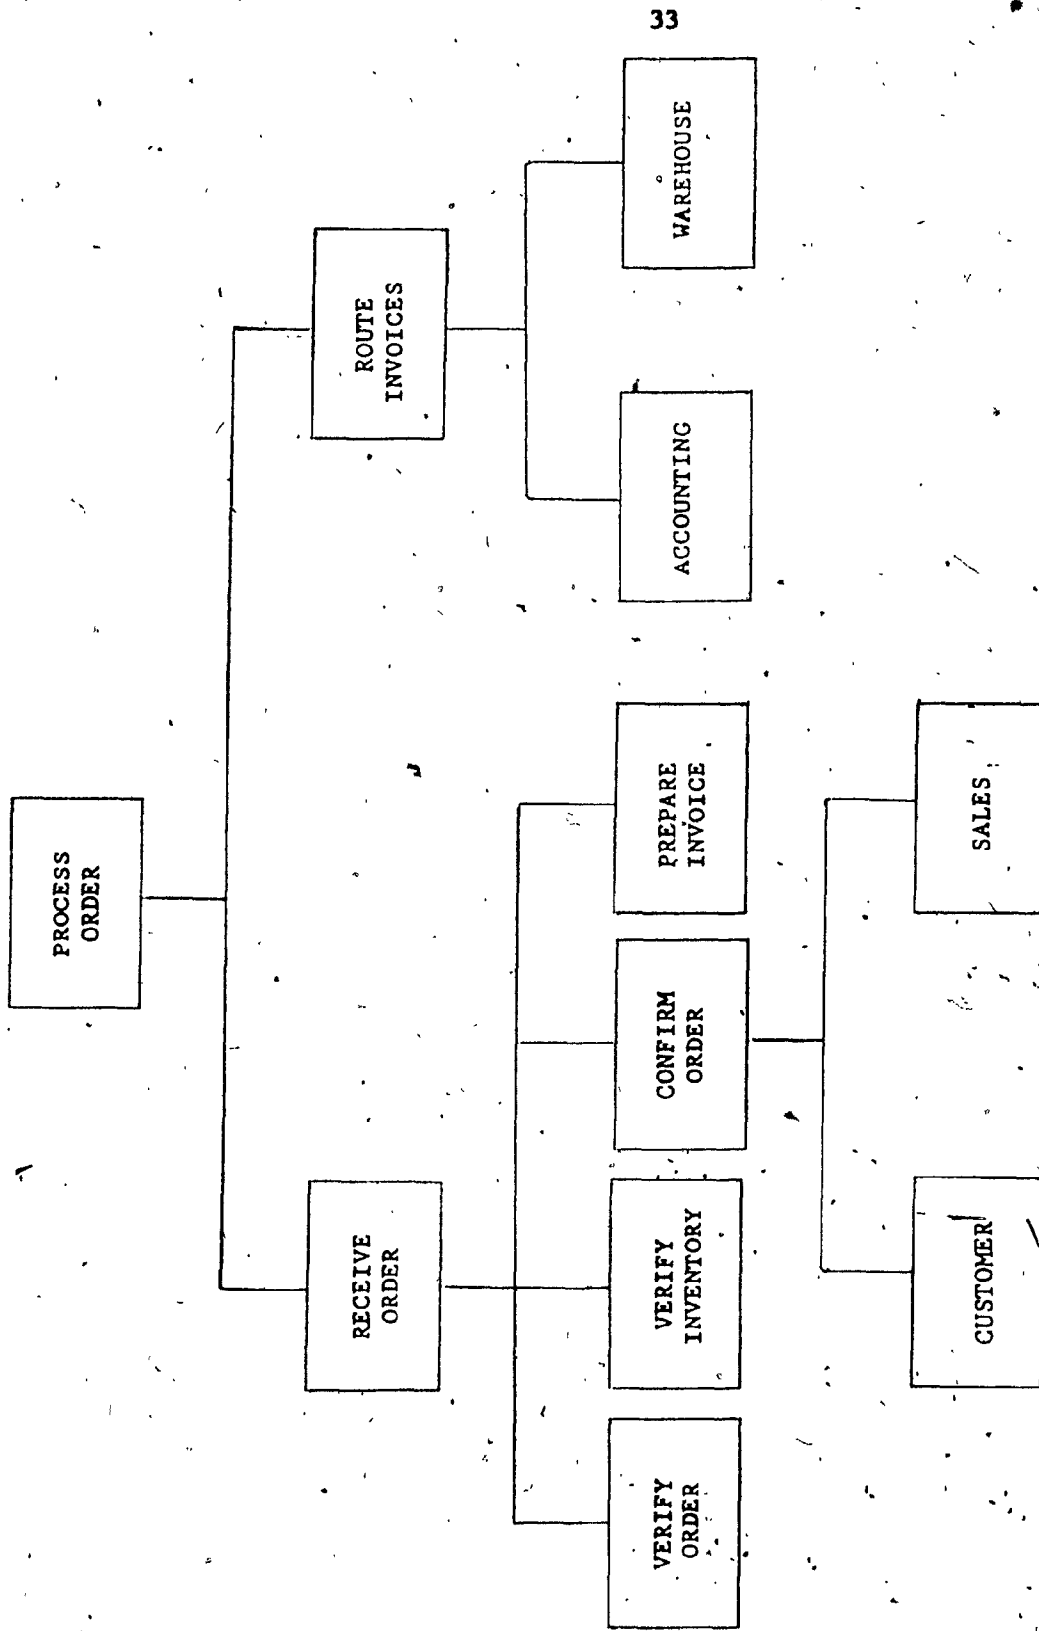 33
PROCESS
ORDER
RECEIVE
ORDER
ROUTE
INVOICES
VERIFY
ORDER
VERIFY
INVENTORY
CONFIRM
ORDER
PREPARE
INVOICE
ACCOUNTING
WAREHOUSE
CUSTOMER
SALES